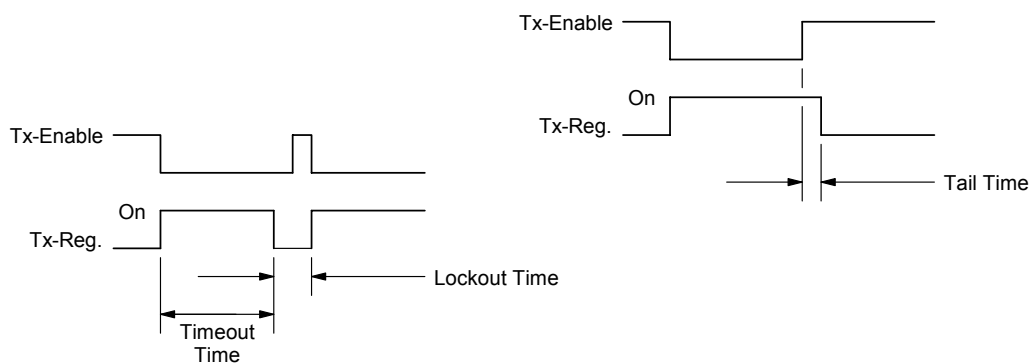 Tx-Enable
On
Tx-Reg.
Lockout Time
Timeout
Time
Tx-Enable
On
Tx-Reg.
Tail Time